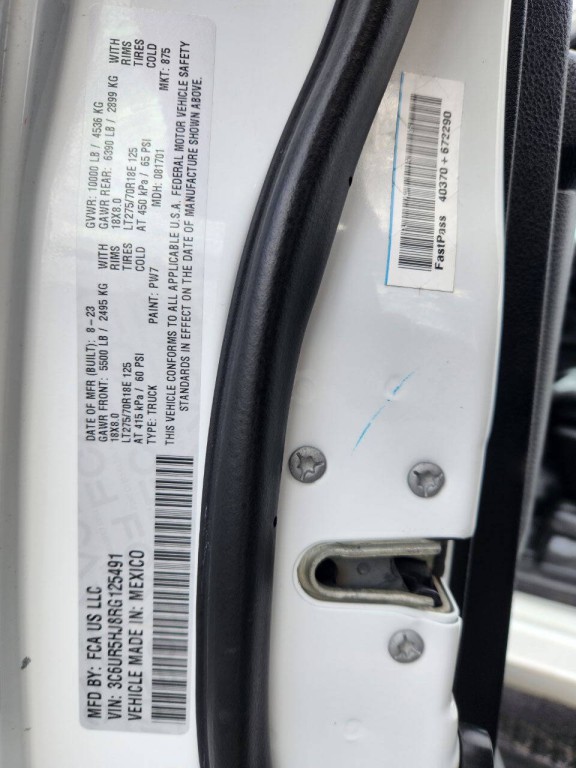 MFD BY: FCA US LLC
DATE OF MFR (BUILT): 8-23 GVWR: 10000 LB / 4536 KG
GAWR FRONT: 5500 LB / 2495 KG WITH GAWR REAR: 6390 LB / 2899 KG WITH
18X8.0 RIMS 18X8.0 RIMS
LT275/70R18E 125 TIRES LT275/70R18E 125 TIRES
AT 415 kPa / 60 PSI COLD AT 450 kPa / 65 PSI COLD
TYPE: TRUCK PAINT: PW7 MDH: 081701 MKT: 875
THIS VEHICLE CONFORMS TO ALL APPLICABLE U.S.A. FEDERAL MOTOR VEHICLE SAFETY
STANDARDS IN EFFECT ON THE DATE OF MANUFACTURE SHOWN ABOVE.
VIN: 3C6UR5HJ8RG125491
VEHICLE MADE IN: MEXICO
FastPass 40370 + 672290